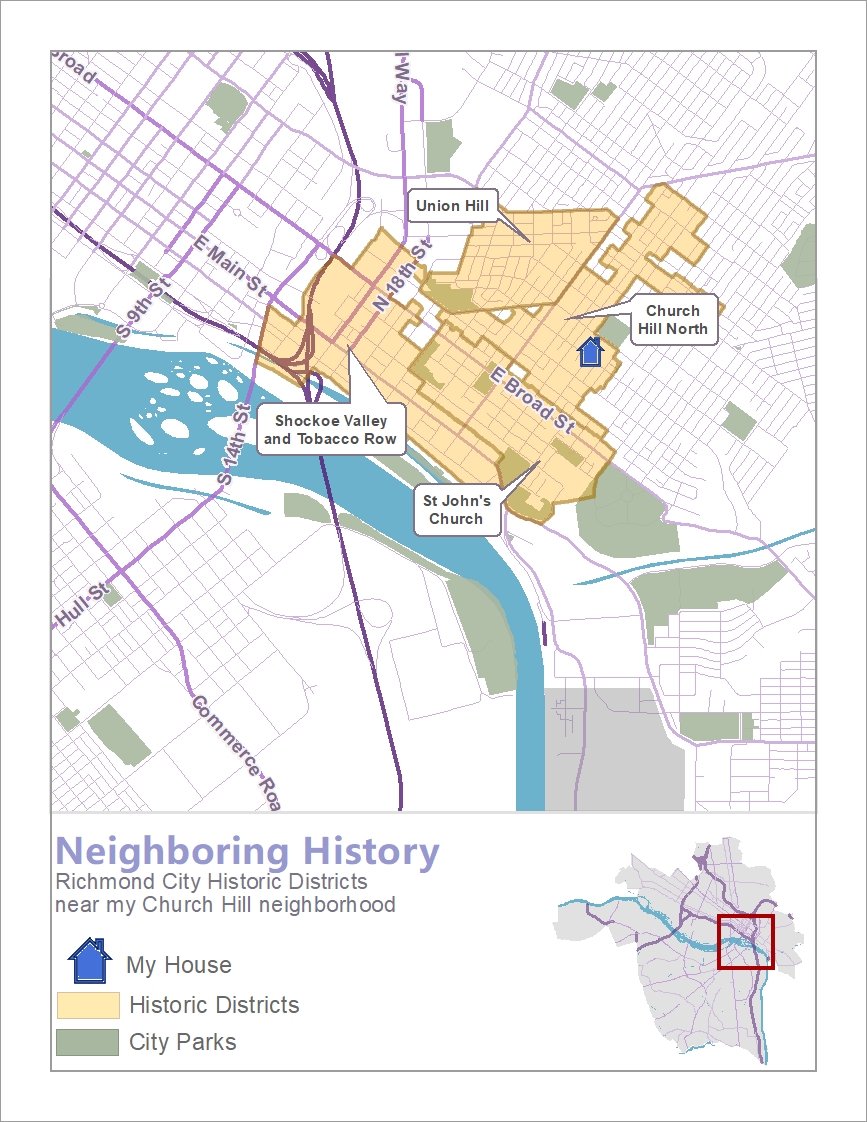 Broad
l Way
Union Hill
E Main St
N 18th St
S 9th St
Church
Hill North
E Broad St
Shockoe Valley
and Tobacco Row
S 14th St
St John's
Church
Hull St
Commerce Roa
Neighboring History
Richmond City Historic Districts
near my Church Hill neighborhood
My House
Historic Districts
City Parks